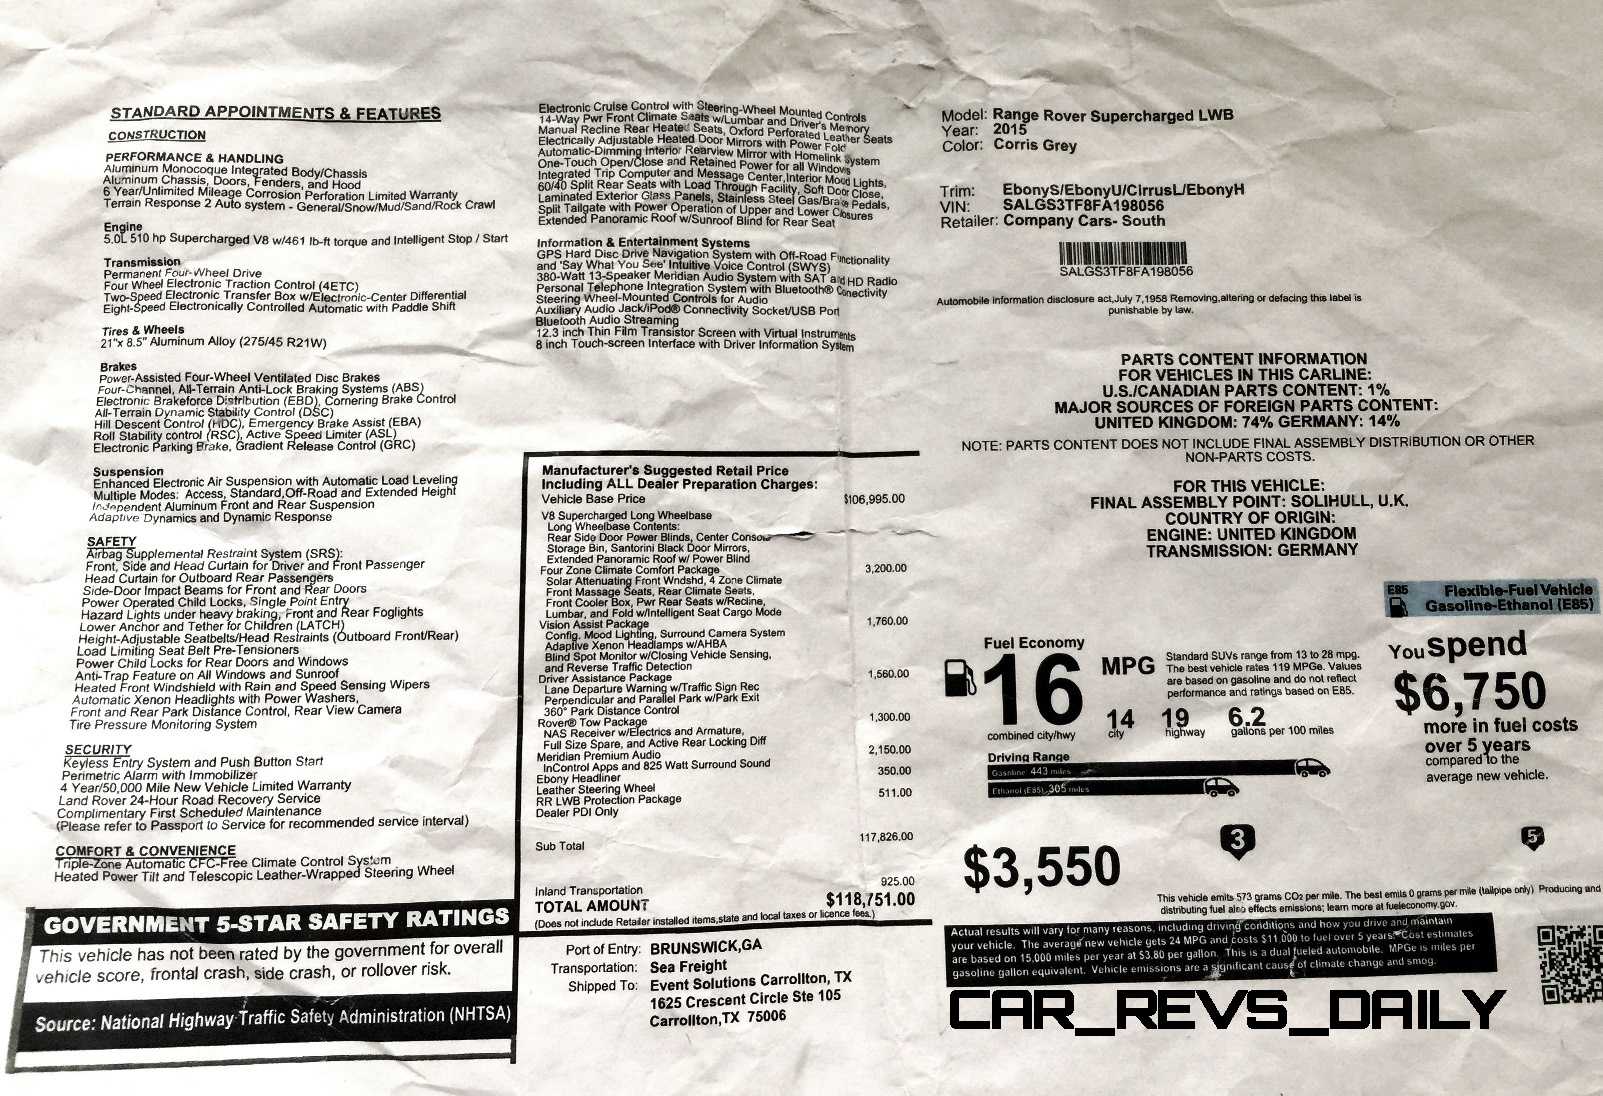 STANDARD APPOINTMENTS & FEATURES
CONSTRUCTION
PERFORMANCE & HANDLING
Aluminum Monocoque Integrated Body/Chassis
Aluminum Chassis, Doors, Fenders, and Hood
6 Year/Unlimited Mileage Corrosion Perforation Limited Warranty
Terrain Response 2 Auto system - General/Snow/Mud/Sand/Rock Crawl
Engine
5.0L 510 hp Supercharged V8 w/461 lb-ft torque and Intelligent Stop / Start
Transmission
Permanent Four-Wheel Drive
Four Wheel Electronic Traction Control (4ETC)
Two-Speed Electronic Transfer Box w/Electronic-Center Differential
Eight-Speed Electronically Controlled Automatic with Paddle Shift
Tires & Wheels
21"x 8.5" Aluminum Alloy (275/45 R21W)
Brakes
Power-Assisted Four-Wheel Ventilated Disc Brakes
Four-Channel, All-Terrain Anti-Lock Braking Systems (ABS)
Electronic Brakeforce Distribution (EBD), Cornering Brake Control
All-Terrain Dynamic Stability Control (DSC)
Hill Descent Control (HDC), Emergency Brake Assist (EBA)
Roll Stability control (RSC), Active Speed Limiter (ASL)
Electronic Parking Brake, Gradient Release Control (GRC)
Suspension
Enhanced Electronic Air Suspension with Automatic Load Leveling
Multiple Modes: Access, Standard,Off-Road and Extended Height
Independent Aluminum Front and Rear Suspension
Adaptive Dynamics and Dynamic Response
SAFETY
Airbag Supplemental Restraint System (SRS):
Front, Side and Head Curtain for Driver and Front Passenger
Head Curtain for Outboard Rear Passengers
Side-Door Impact Beams for Front and Rear Doors
Power Operated Child Locks, Single Point Entry
Hazard Lights under heavy braking, Front and Rear Foglights
Lower Anchor and Tether for Children (LATCH)
Height-Adjustable Seatbelts/Head Restraints (Outboard Front/Rear)
Load Limiting Seat Belt Pre-Tensioners
Power Child Locks for Rear Doors and Windows
Anti-Trap Feature on All Windows and Sunroof
Heated Front Windshield with Rain and Speed Sensing Wipers
Automatic Xenon Headlights with Power Washers,
Front and Rear Park Distance Control, Rear View Camera
Tire Pressure Monitoring System
SECURITY
Keyless Entry System and Push Button Start
Perimetric Alarm with Immobilizer
4 Year/50,000 Mile New Vehicle Limited Warranty
Land Rover 24-Hour Road Recovery Service
Complimentary First Scheduled Maintenance
(Please refer to Passport to Service for recommended service interval)
COMFORT & CONVENIENCE
Triple-Zone Automatic CFC-Free Climate Control System
Heated Power Tilt and Telescopic Leather-Wrapped Steering Wheel
GOVERNMENT 5-STAR SAFETY RATINGS
This vehicle has not been rated by the government for overall
vehicle score, frontal crash, side crash, or rollover risk.
Source: National Highway Traffic Safety Administration (NHTSA)
Electronic Cruise Control with Steering-Wheel Mounted Controls
14-Way Pwr Front Climate Seats w/Lumbar and Driver's Memory
Manual Recline Rear Heated Seats, Oxford Perforated Leather Seats
Electrically Adjustable Heated Door Mirrors with Power Fold
Automatic-Dimming Interior Rearview Mirror with Homelink System
One-Touch Open/Close and Retained Power for all Windows
Integrated Trip Computer and Message Center,Interior Mood Lights,
60/40 Split Rear Seats with Load Through Facility, Soft Door Close,
Laminated Exterior Glass Panels, Stainless Steel Gas/Brake Pedals,
Split Tailgate with Power Operation of Upper and Lower Closures
Extended Panoramic Roof w/Sunroof Blind for Rear Seat
Information & Entertainment Systems
GPS Hard Disc Drive Navigation System with Off-Road Functionality
and 'Say What You See' Intuitive Voice Control (SWYS)
380-Watt 13-Speaker Meridian Audio System with SAT and HD Radio
Personal Telephone Integration System with Bluetooth® Conectivity
Steering Wheel-Mounted Controls for Audio
Auxiliary Audio Jack/iPod® Connectivity Socket/USB Port
Bluetooth Audio Streaming
12.3 inch Thin Film Transistor Screen with Virtual Instruments
8 inch Touch-screen Interface with Driver Information System
Manufacturer's Suggested Retail Price
Including ALL Dealer Preparation Charges:
Vehicle Base Price $106,995.00
V8 Supercharged Long Wheelbase
Long Wheelbase Contents:
Rear Side Door Power Blinds, Center Console
Storage Bin, Santorini Black Door Mirrors,
Extended Panoramic Roof w/ Power Blind
Four Zone Climate Comfort Package 3,200.00
Solar Attenuating Front Wndshd, 4 Zone Climate
Front Massage Seats, Rear Climate Seats,
Front Cooler Box, Pwr Rear Seats w/Recline,
Lumbar, and Fold w/Intelligent Seat Cargo Mode
Vision Assist Package 1,760.00
Config. Mood Lighting, Surround Camera System
Adaptive Xenon Headlamps w/AHBA
Blind Spot Monitor w/Closing Vehicle Sensing,
and Reverse Traffic Detection
Driver Assistance Package 1,560.00
Lane Departure Warning w/Traffic Sign Rec
Perpendicular and Parallel Park w/Park Exit
360° Park Distance Control
Rover® Tow Package 1,300.00
NAS Receiver w/Electrics and Armature,
Full Size Spare, and Active Rear Locking Diff
Meridian Premium Audio 2,150.00
InControl Apps and 825 Watt Surround Sound
Ebony Headliner 350.00
Leather Steering Wheel
RR LWB Protection Package 511.00
Dealer PDI Only
Sub Total 117,826.00
Inland Transportation 925.00
TOTAL AMOUNT $118,751.00
(Does not include Retailer installed items,state and local taxes or licence fees.)
Port of Entry: BRUNSWICK,GA
Transportation: Sea Freight
Shipped To: Event Solutions Carrollton, TX
1625 Crescent Circle Ste 105
Carrollton,TX 75006
Model: Range Rover Supercharged LWB
Year: 2015
Color: Corris Grey
Trim: EbonyS/EbonyU/CIrrusL/EbonyH
VIN: SALGS3TF8FA198056
Retailer: Company Cars- South
SALGS3TF8FA198056
Automobile information disclosure act,July 7,1958 Removing,altering or defacing this label is
punishable by law.
PARTS CONTENT INFORMATION
FOR VEHICLES IN THIS CARLINE:
U.S./CANADIAN PARTS CONTENT: 1%
MAJOR SOURCES OF FOREIGN PARTS CONTENT:
UNITED KINGDOM: 74% GERMANY: 14%
NOTE: PARTS CONTENT DOES NOT INCLUDE FINAL ASSEMBLY DISTRIBUTION OR OTHER
NON-PARTS COSTS.
FOR THIS VEHICLE:
FINAL ASSEMBLY POINT: SOLIHULL, U.K.
COUNTRY OF ORIGIN:
ENGINE: UNITED KINGDOM
TRANSMISSION: GERMANY
E85 Flexible-Fuel Vehicle
Gasoline-Ethanol (E85)
Fuel Economy
16 MPG
combined city/hwy
14 city
19 highway
6.2 gallons per 100 miles
Standard SUVs range from 13 to 28 mpg.
The best vehicle rates 119 MPGe. Values
are based on gasoline and do not reflect
performance and ratings based on E85.
Driving Range
Gasoline 443 miles
Ethanol (E85) 305 miles
You spend
$6,750
more in fuel costs
over 5 years
compared to the
average new vehicle.
$3,550
3
5
This vehicle emits 573 grams CO2 per mile. The best emits 0 grams per mile (tailpipe only) Producing and
distributing fuel also effects emissions; learn more at fueleconomy.gov.
Actual results will vary for many reasons, including driving conditions and how you drive and maintain
your vehicle. The average new vehicle gets 24 MPG and costs $11,000 to fuel over 5 years. Cost estimates
are based on 15,000 miles per year at $3.80 per gallon. This is a dual fueled automobile. MPGe is miles per
gasoline gallon equivalent. Vehicle emissions are a significant cause of climate change and smog.
CAR_REVS_DAILY